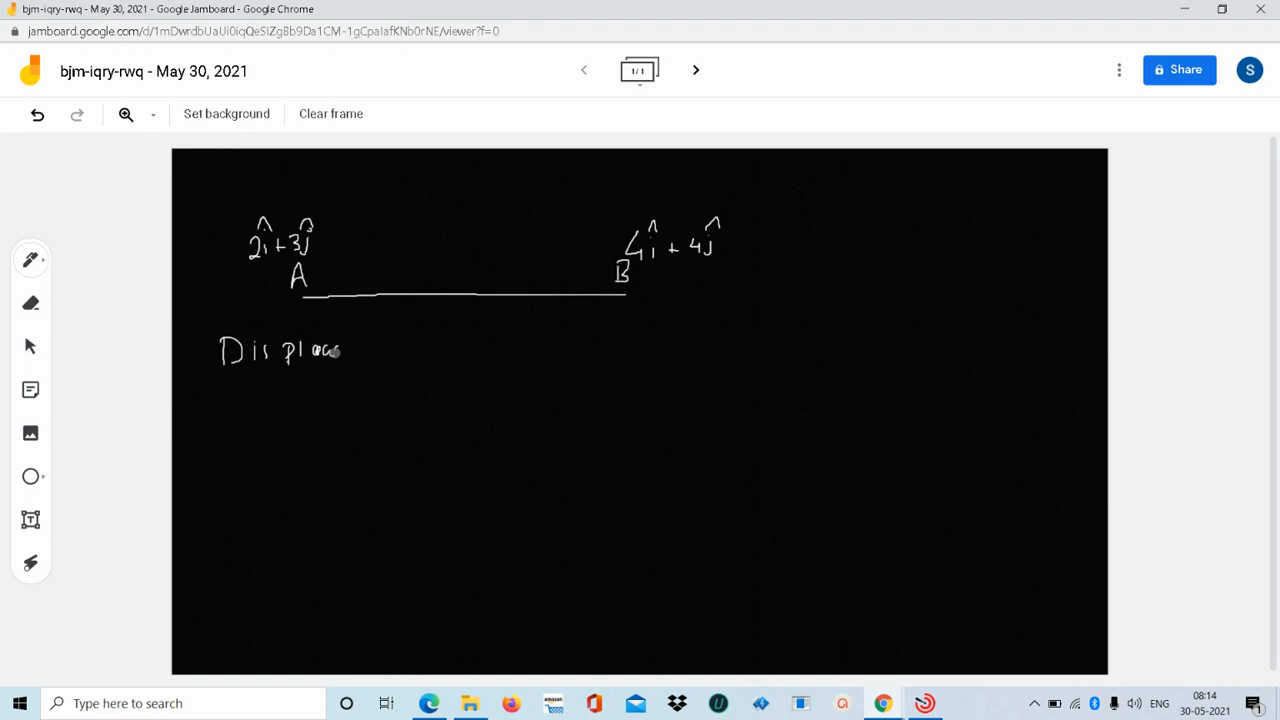 bjm-iqry-rwq - May 30, 2021 - Google Jamboard - Google Chrome
jamboard.google.com/d/1mDwrdbUaUi0iqQeSIZgBb9Da1CM-1gCpaIafKNb0rNE/viewer?f=0
bjm-iqry-rwq - May 30, 2021
1/1
Share
S
Set background
Clear frame
2î+3ĵ
4î + 4ĵ
A
B
Displac
Type here to search
amazon
08:14
30-05-2021